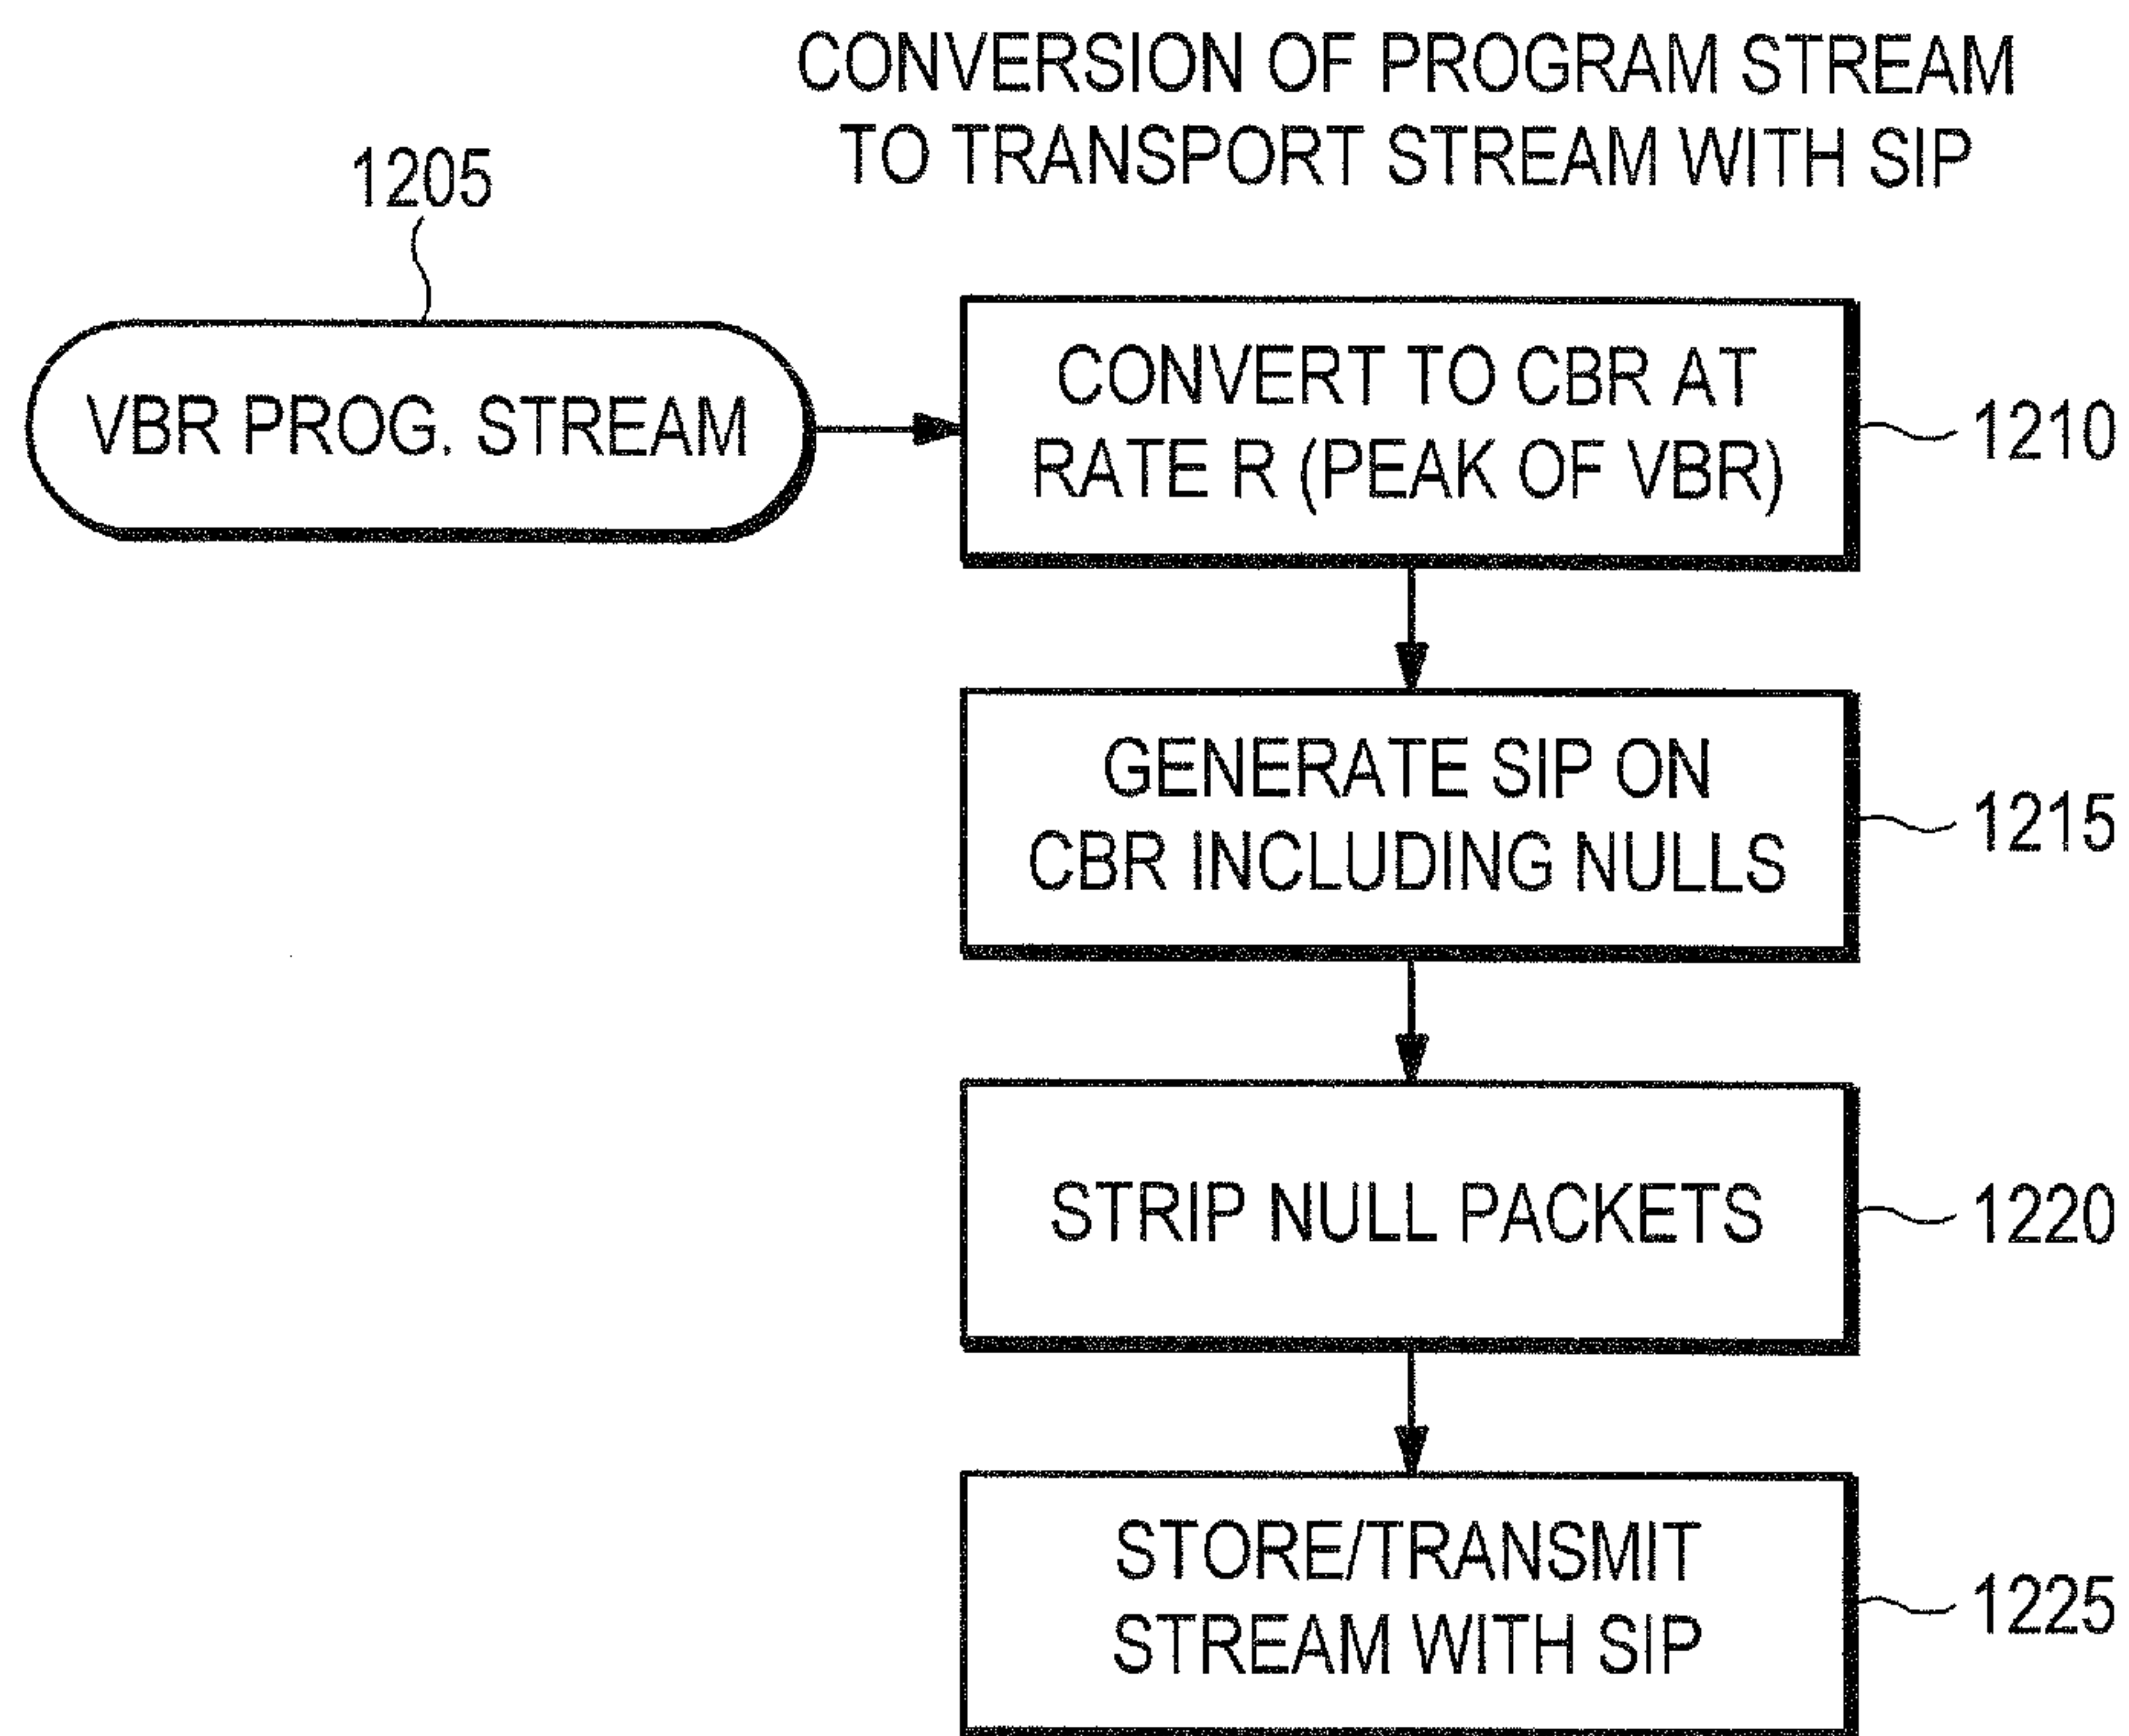 CONVERSION OF PROGRAM STREAM
TO TRANSPORT STREAM WITH SIP
1205
VBR PROG. STREAM
CONVERT TO CBR AT
RATE R (PEAK OF VBR)
1210
GENERATE SIP ON
CBR INCLUDING NULLS
1215
STRIP NULL PACKETS
1220
STORE/TRANSMIT
STREAM WITH SIP
1225